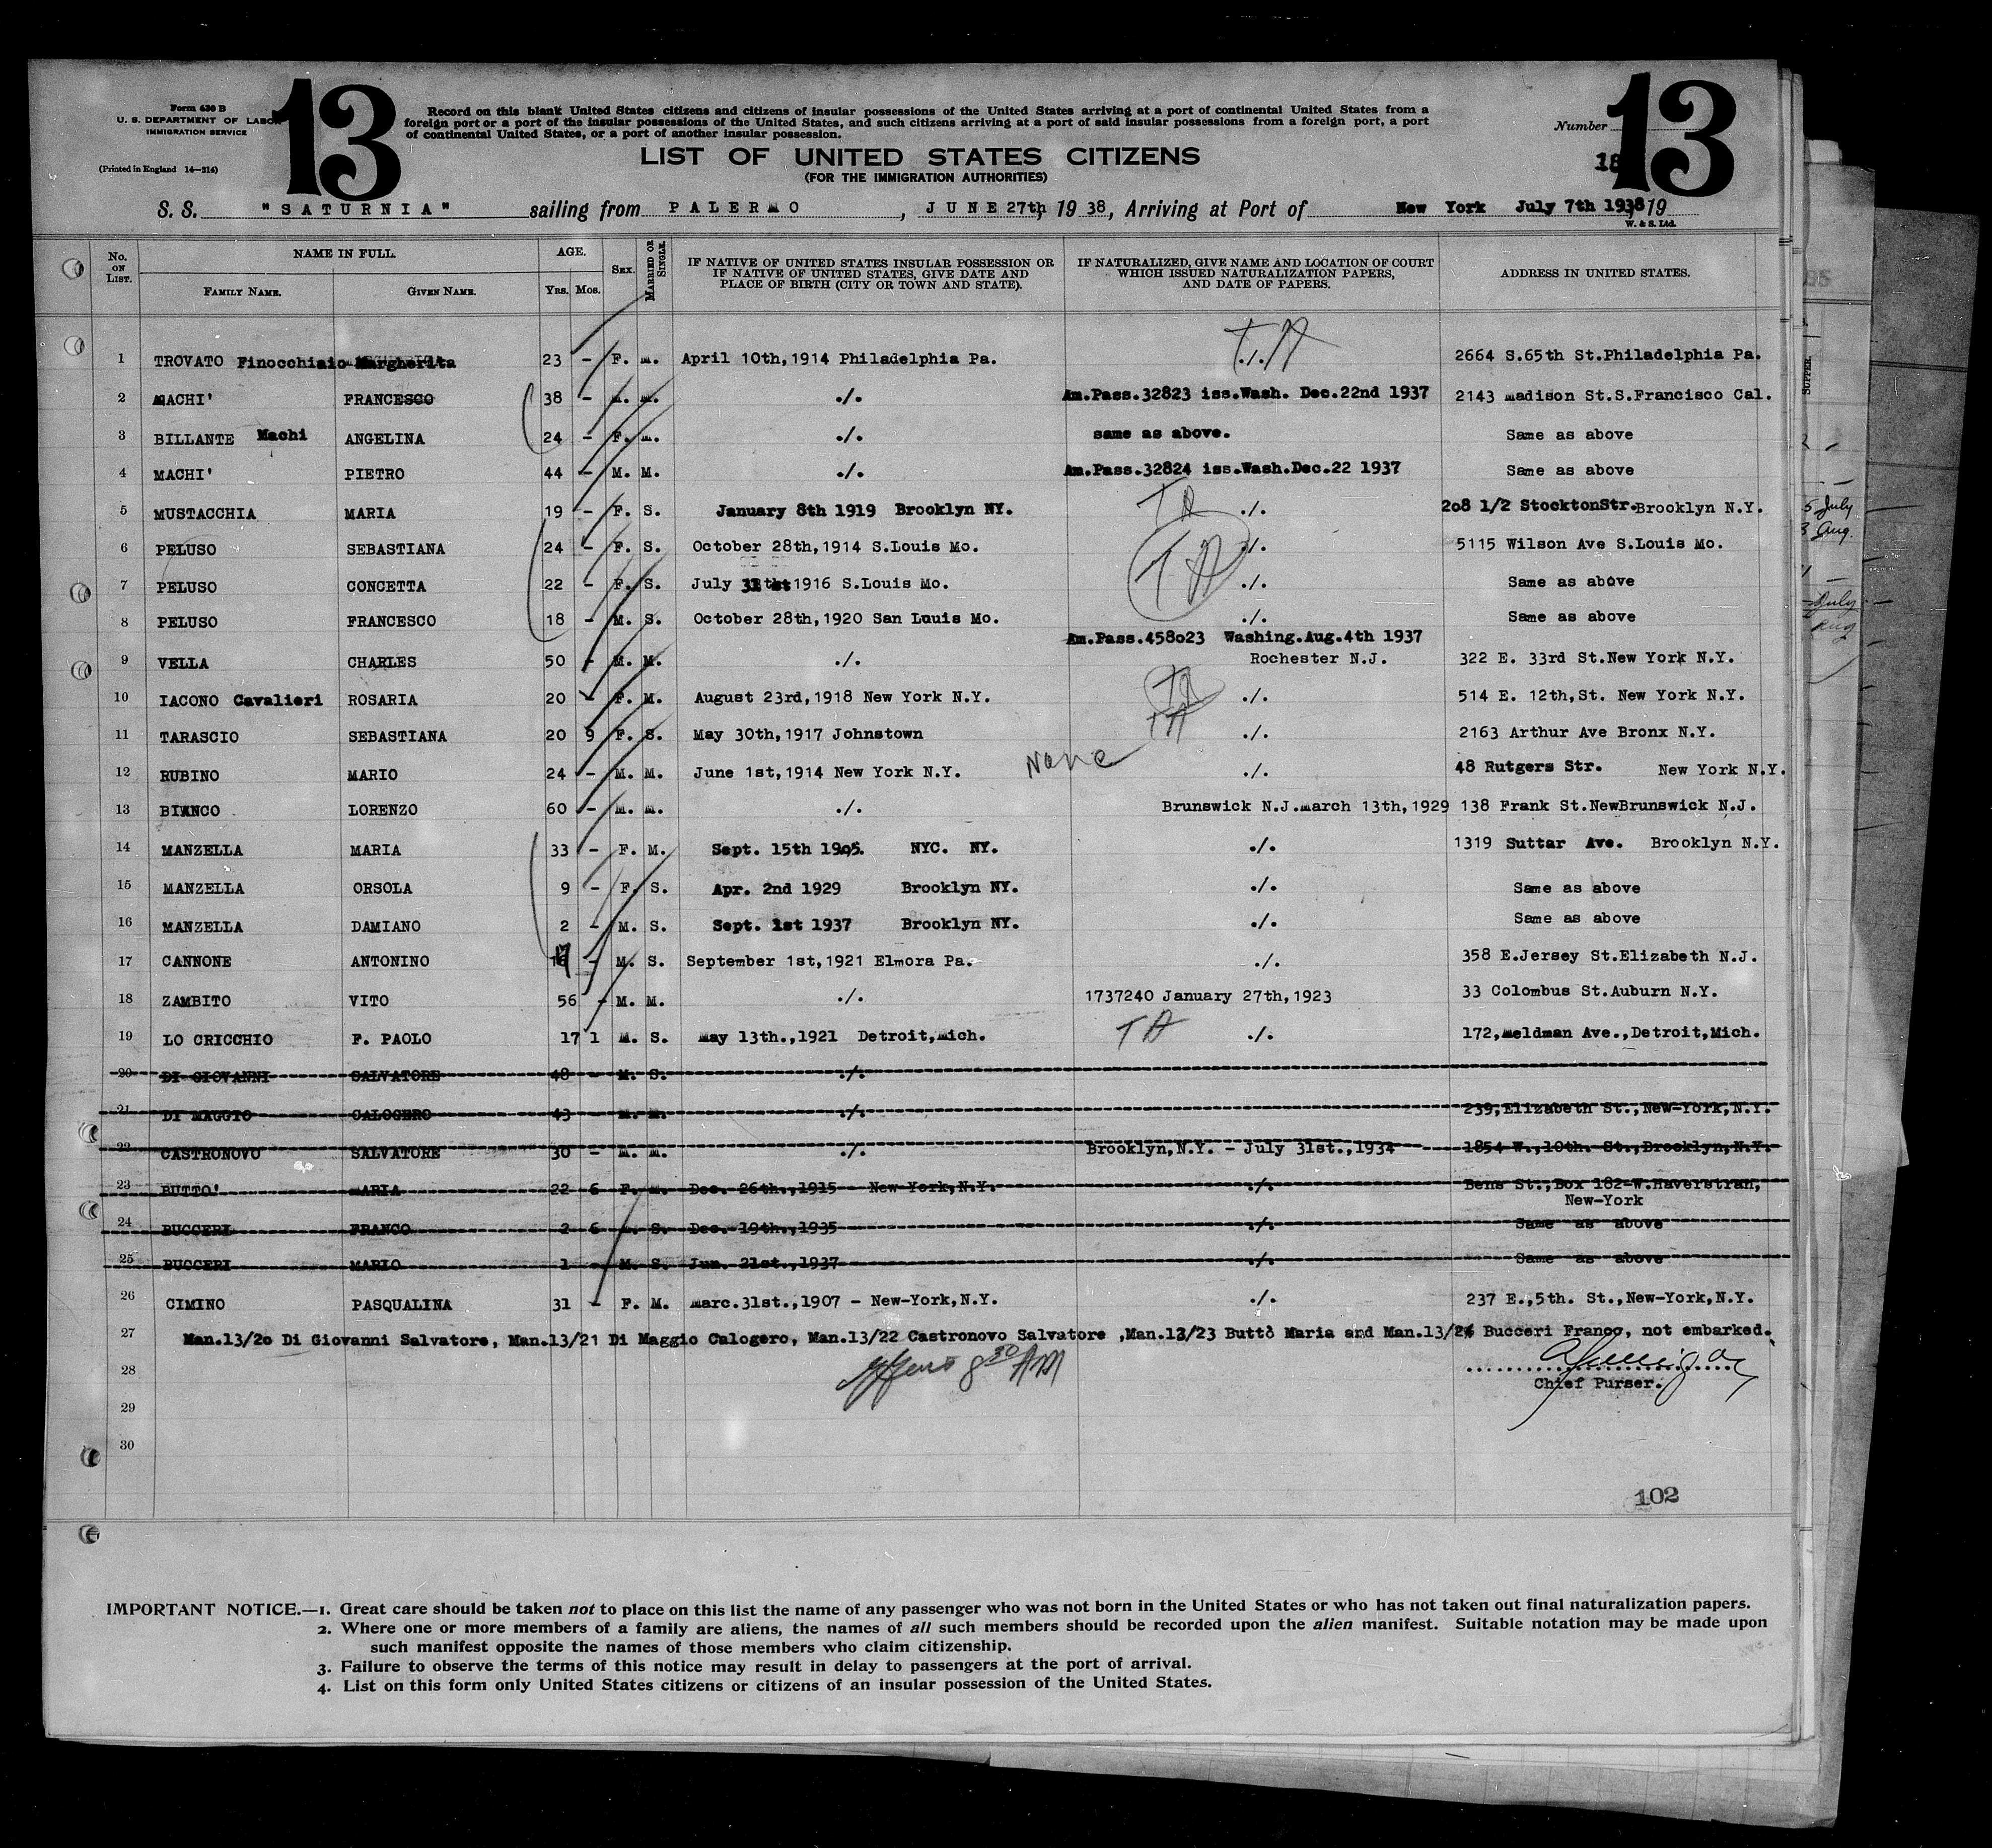 Form 630 B
U. S. DEPARTMENT OF LABOR
IMMIGRATION SERVICE
(Printed in England 14—214)
13
Record on this blank United States citizens and citizens of insular possessions of the United States arriving at a port of continental United States from a
foreign port or a port of the insular possessions of the United States, and such citizens arriving at a port of said insular possessions from a foreign port, a port
of continental United States, or a port of another insular possession.
LIST OF UNITED STATES CITIZENS
(FOR THE IMMIGRATION AUTHORITIES)
Number
13
18
S. S. "SATURNIA" sailing from PALERMO, JUNE 27th, 19 38, Arriving at Port of New York July 7th 1938, 19
W. & S. Ltd.
No. ON LIST. NAME IN FULL. AGE. SEX. MARRIED OR SINGLE. IF NATIVE OF UNITED STATES INSULAR POSSESSION OR IF NATIVE OF UNITED STATES, GIVE DATE AND PLACE OF BIRTH (CITY OR TOWN AND STATE). IF NATURALIZED, GIVE NAME AND LOCATION OF COURT WHICH ISSUED NATURALIZATION PAPERS, AND DATE OF PAPERS. ADDRESS IN UNITED STATES.
FAMILY NAME. GIVEN NAME. YRS. MOS.
1 TROVATO Finocchiaio Margherita 23 - F. M. April 10th,1914 Philadelphia Pa. T.A ./. 2664 S.65th St.Philadelphia Pa.
2 MACHI' FRANCESCO 38 - M. M. ./. Am.Pass.32823 iss.Wash. Dec.22nd 1937 2143 Madison St.S.Francisco Cal.
3 BILLANTE Machi ANGELINA 24 - F. M. ./. same as above. Same as above
4 MACHI' PIETRO 44 - M. M. ./. Am.Pass.32824 iss.Wash.Dec.22 1937 Same as above
5 MUSTACCHIA MARIA 19 - F. S. January 8th 1919 Brooklyn NY. TA ./. 2o8 1/2 StocktonStr.Brooklyn N.Y.
6 PELUSO SEBASTIANA 24 - F. S. October 28th,1914 S.Louis Mo. ./. 5115 Wilson Ave S.Louis Mo.
7 PELUSO CONCETTA 22 - F. S. July 31st 1916 S.Louis Mo. TA ./. Same as above
8 PELUSO FRANCESCO 18 - M. S. October 28th,1920 San Lauis Mo. ./. Same as above
Am.Pass.458o23 Washing.Aug.4th 1937
9 VELLA CHARLES 50 - M. M. ./. Rochester N.J. 322 E. 33rd St.New York N.Y.
10 IACONO Cavalieri ROSARIA 20 - F. M. August 23rd,1918 New York N.Y. TA ./. 514 E. 12th,St. New York N.Y.
11 TARASCIO SEBASTIANA 20 9 F. S. May 30th,1917 Johnstown TA ./. 2163 Arthur Ave Bronx N.Y.
12 RUBINO MARIO 24 - M. M. June 1st,1914 New York N.Y. None ./. 48 Rutgers Str. New York N.Y.
13 BIANCO LORENZO 60 - M. M. ./. Brunswick N.J.March 13th,1929 138 Frank St.NewBrunswick N.J.
14 MANZELLA MARIA 33 - F. M. Sept. 15th 1905. NYC. NY. ./. 1319 Suttar Ave. Brooklyn N.Y.
15 MANZELLA ORSOLA 9 - F. S. Apr. 2nd 1929 Brooklyn NY. ./. Same as above
16 MANZELLA DAMIANO 2 - M. S. Sept. 1st 1937 Brooklyn NY. ./. Same as above
17 CANNONE ANTONINO - M. S. September 1st,1921 Elmora Pa. ./. 358 E.Jersey St.Elizabeth N.J.
18 ZAMBITO VITO 56 - M. M. ./. 1737240 January 27th,1923 33 Colombus St.Auburn N.Y.
19 LO CRICCHIO F. PAOLO 17 1 M. S. May 13th.,1921 Detroit,Mich. TA ./. 172,Meldman Ave.,Detroit,Mich.
20 DI GIOVANNI SALVATORE 48 - M. S. ./.
21 DI MAGGIO CALOGERO 43 - M. M. ./. 239,Elizabeth St.,New-York,N.Y.
22 CASTRONOVO SALVATORE 30 - M. M. ./. Brooklyn,N.Y. - July 31st.,1934 1854 W.,10th. St.,Brooklyn,N.Y.
23 BUTTO' MARIA 22 6 F. M. Dec. 26th.,1915 - New-York,N.Y. ./. Bens St.,Box 182-W.Haverstran,
New-York
24 BUCCERI FRANCO 2 6 S. Dec. 19th.,1935 ./. Same as above
25 BUCCERI MARIO 1 - M. S. Jun. 21st.,1937 ./. Same as above
26 CIMINO PASQUALINA 31 - F. M. Marc.31st.,1907 - New-York,N.Y. ./. 237 E.,5th. St.,New-York,N.Y.
27 Man.13/2o Di Giovanni Salvatore, Man.13/21 Di Maggio Calogero, Man.13/22 Castronovo Salvatore ,Man.13/23 Buttò Maria and Man.13/24 Bucceri Franco, not embarked.
28 8 30 AM
Chief Purser.
29
30
102
IMPORTANT NOTICE.—1. Great care should be taken not to place on this list the name of any passenger who was not born in the United States or who has not taken out final naturalization papers.
2. Where one or more members of a family are aliens, the names of all such members should be recorded upon the alien manifest. Suitable notation may be made upon
such manifest opposite the names of those members who claim citizenship.
3. Failure to observe the terms of this notice may result in delay to passengers at the port of arrival.
4. List on this form only United States citizens or citizens of an insular possession of the United States.
SUPPER.
5 July
3 Aug.
July
Aug